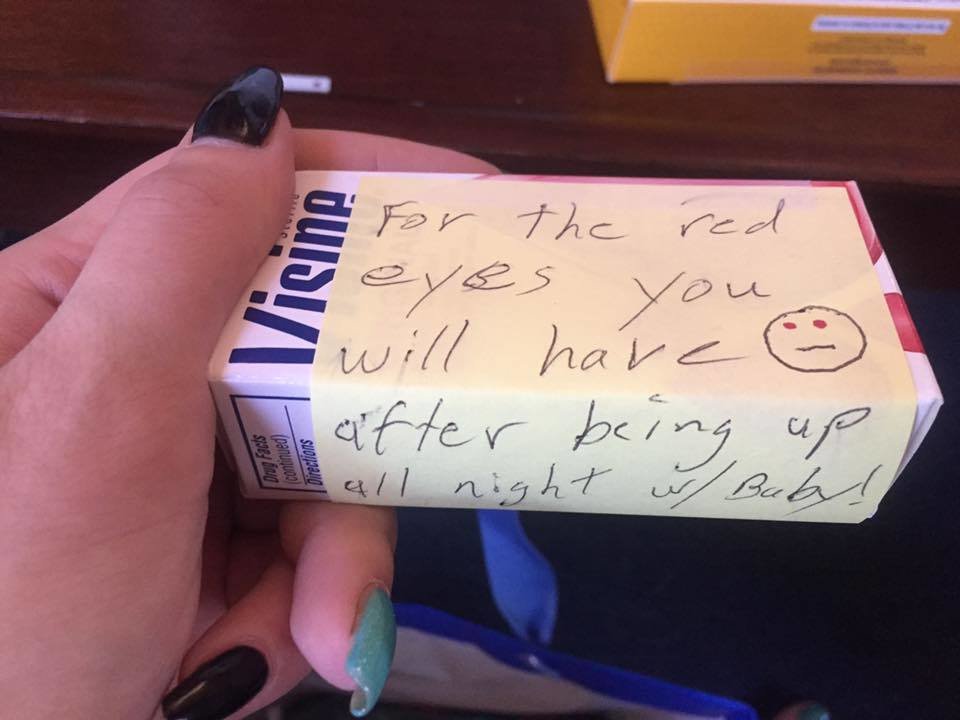 For the red
eyes you
will have
after being up
all night w/ Baby!
Visine
Drug Facts
(continued)
Directions